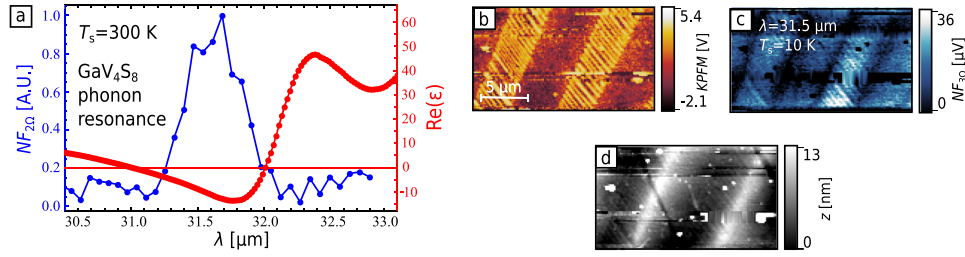 a
T_s=300 K
GaV₄S₈
phonon
resonance
NF_2Ω [A.U.]
1.0
0.8
0.6
0.4
0.2
0.0
30.5 31.0 31.5 32.0 32.5 33.0
λ [μm]
60
50
40
30
20
10
0
-10
Re(ε)
b
5 μm
5.4
-2.1
KPFM [V]
c
λ=31.5 μm
T_s=10 K
36
0
NF_3Ω [μV]
d
13
0
z [nm]